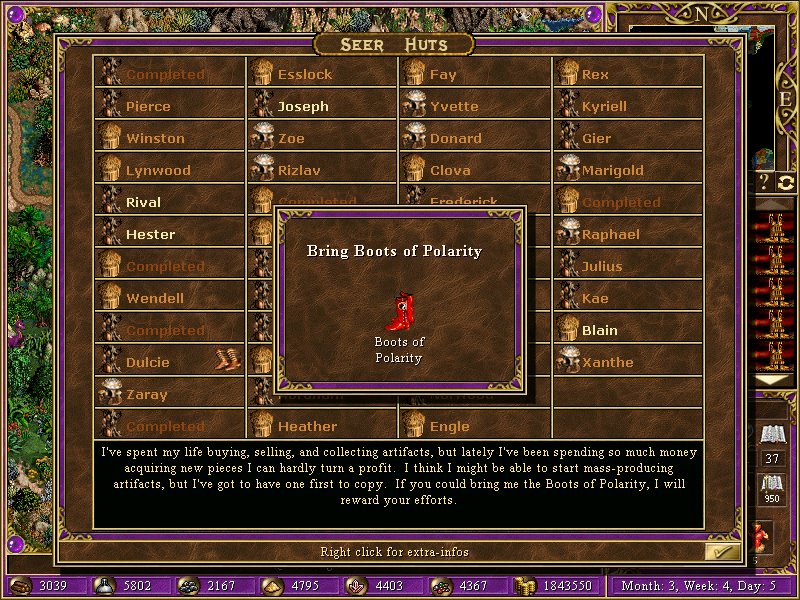 N
SEER HUTS
Completed Esslock Fay Rex
Pierce Joseph Yvette Kyriell
E
Winston Zoe Donard Gier
Lynwood Rizlav Clova Marigold
?
Rival Completed Frederick Completed
Hester Raphael
Bring Boots of Polarity
Completed Julius
Wendell Kae
Completed Blain
Boots of
Polarity
Dulcie Xanthe
Zaray
Completed Heather Engle
I've spent my life buying, selling, and collecting artifacts, but lately I've been spending so much money
acquiring new pieces I can hardly turn a profit. I think I might be able to start mass-producing
artifacts, but I've got to have one first to copy. If you could bring me the Boots of Polarity, I will
reward your efforts.
37
950
Right click for extra-infos
3039 5802 2167 4795 4403 4367 1843550 Month: 3, Week: 4, Day: 5